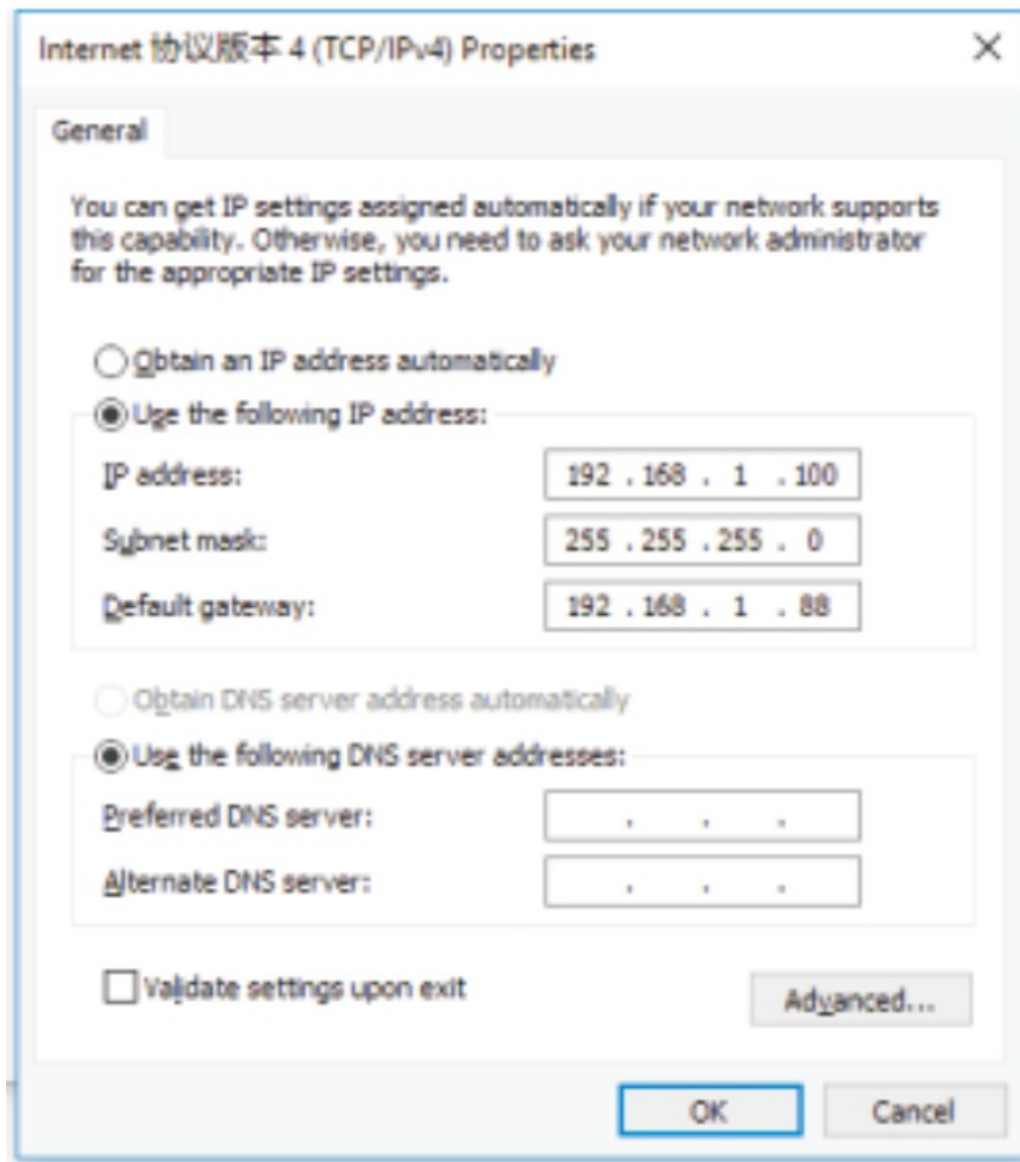 Internet 协议版本 4 (TCP/IPv4) Properties
General
You can get IP settings assigned automatically if your network supports
this capability. Otherwise, you need to ask your network administrator
for the appropriate IP settings.
Obtain an IP address automatically
Use the following IP address:
IP address: 192 . 168 . 1 . 100
Subnet mask: 255 . 255 . 255 . 0
Default gateway: 192 . 168 . 1 . 88
Obtain DNS server address automatically
Use the following DNS server addresses:
Preferred DNS server: . . .
Alternate DNS server: . . .
Validate settings upon exit
Advanced...
OK Cancel